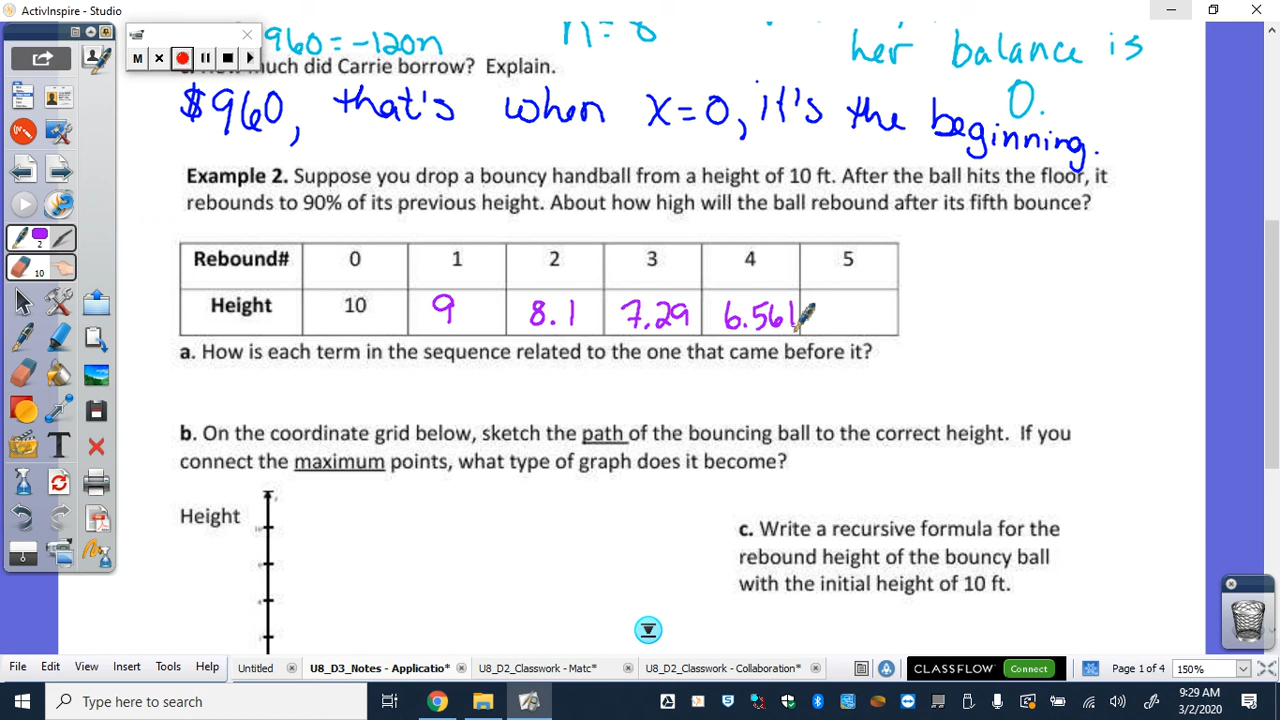 ActivInspire - Studio
960 = -120n
n = 8
her balance is
0.
much did Carrie borrow? Explain.
$960, that's when x=0, it's the beginning.
Example 2. Suppose you drop a bouncy handball from a height of 10 ft. After the ball hits the floor, it
rebounds to 90% of its previous height. About how high will the ball rebound after its fifth bounce?
Rebound# 0 1 2 3 4 5
Height 10 9 8.1 7.29 6.561
a. How is each term in the sequence related to the one that came before it?
b. On the coordinate grid below, sketch the path of the bouncing ball to the correct height. If you
connect the maximum points, what type of graph does it become?
Height
c. Write a recursive formula for the
rebound height of the bouncy ball
with the initial height of 10 ft.
M
2
10
File Edit View Insert Tools Help
Untitled
U8_D3_Notes - Applicatio*
U8_D2_Classwork - Matc*
U8_D2_Classwork - Collaboration*
CLASSFLOW Connect
Page 1 of 4
150%
Type here to search
9:29 AM
3/2/2020